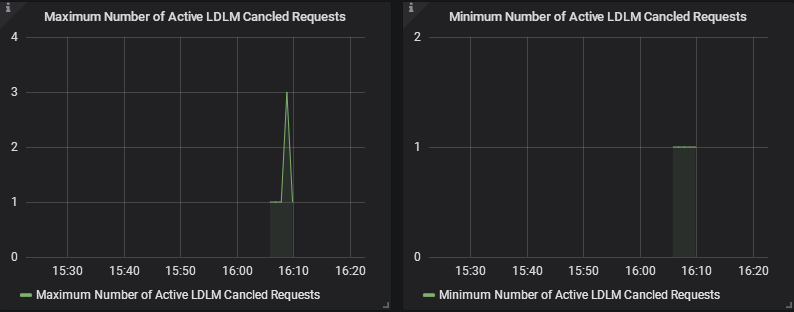 Maximum Number of Active LDLM Cancled Requests
4
3
2
1
0
15:30 15:40 15:50 16:00 16:10 16:20
Maximum Number of Active LDLM Cancled Requests
Minimum Number of Active LDLM Cancled Requests
2
1
0
15:30 15:40 15:50 16:00 16:10 16:20
Minimum Number of Active LDLM Cancled Requests